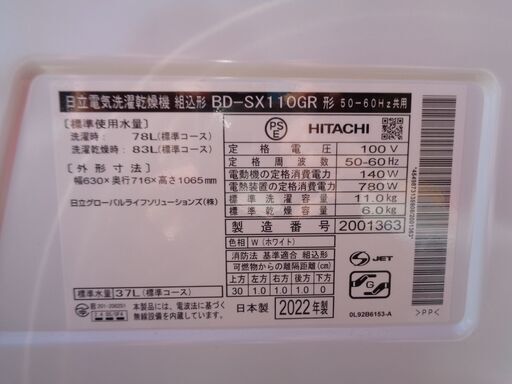 日立電気洗濯乾燥機 組込形 BD-SX110GR 形 50-60Hz共用
[標準使用水量]
洗濯時: 78L(標準コース)
洗乾時: 83L(標準コース)
[外形寸法]
幅630×奥行716×高さ1065mm
日立グローバルライフソリューションズ(株)
PS
E
HITACHI
定格電圧 100V
定格周波数 50-60Hz
電動機の定格消費電力 140W
電熱装置の定格消費電力 780W
標準洗濯容量 11.0kg
標準乾燥容量 6.0kg
製造番号 2001363
色相 W(ホワイト)
消防法 基準適合 組込形
可燃物からの離隔距離(cm)
上方 左方 右方 前方 後方 下方
30 1.0 1.0 1.0 1.0 0
S JET
G
標準水量 37L(標準コース)
本製品には、電波法に基づく
無線設備を内蔵しています。
日本製 2022年製
0L92B6153-A
>PP<